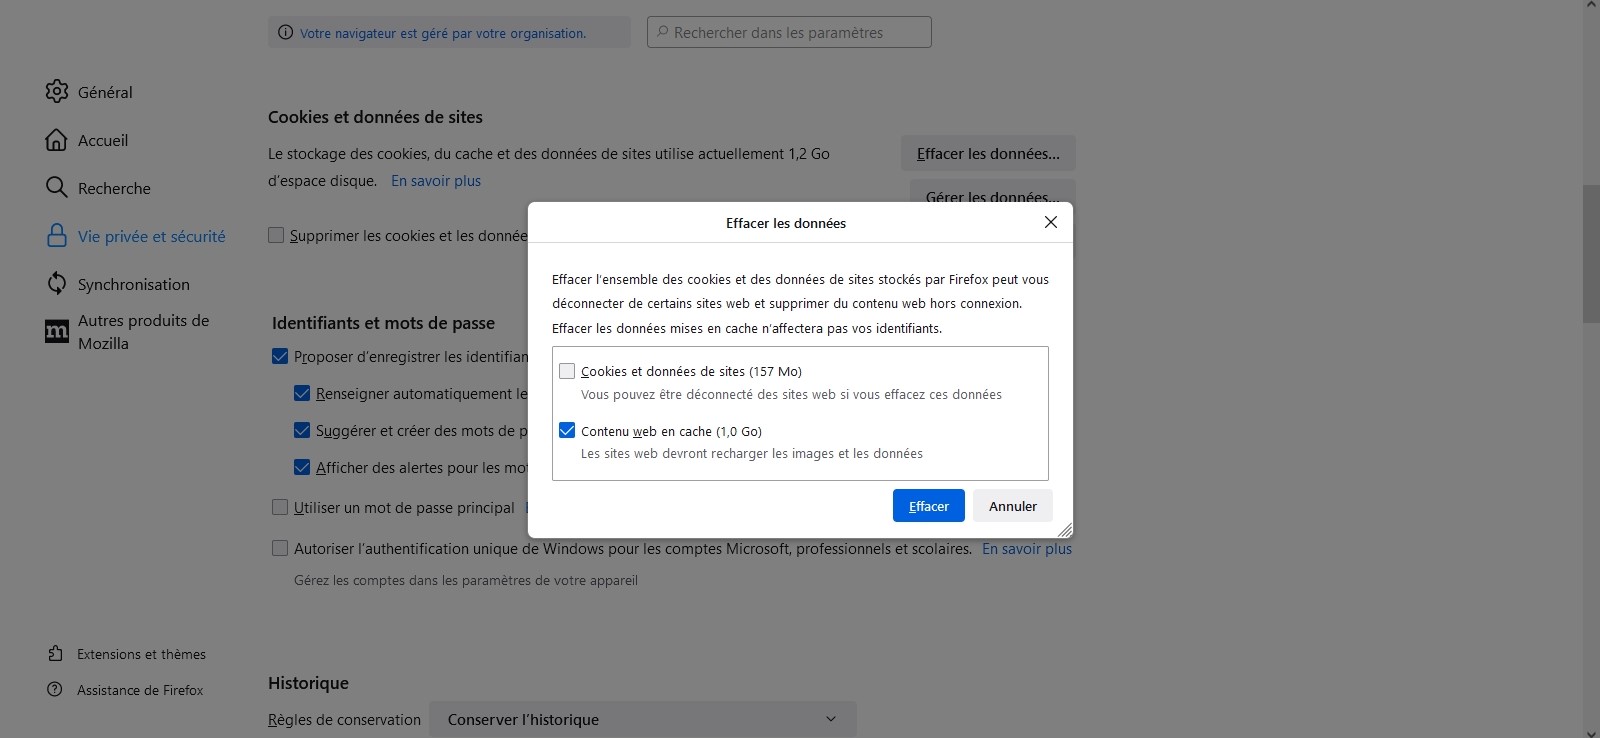 Votre navigateur est géré par votre organisation.
Rechercher dans les paramètres
Général
Accueil
Recherche
Vie privée et sécurité
Synchronisation
Autres produits de
Mozilla
Extensions et thèmes
Assistance de Firefox
Cookies et données de sites
Le stockage des cookies, du cache et des données de sites utilise actuellement 1,2 Go
d’espace disque. En savoir plus
Effacer les données…
Gérer les données…
Supprimer les cookies et les donnée
Identifiants et mots de passe
Proposer d’enregistrer les identifian
Renseigner automatiquement le
Suggérer et créer des mots de p
Afficher des alertes pour les mo
Utiliser un mot de passe principal
Autoriser l’authentification unique de Windows pour les comptes Microsoft, professionnels et scolaires. En savoir plus
Gérez les comptes dans les paramètres de votre appareil
Historique
Règles de conservation Conserver l’historique
Effacer les données
Effacer l’ensemble des cookies et des données de sites stockés par Firefox peut vous
déconnecter de certains sites web et supprimer du contenu web hors connexion.
Effacer les données mises en cache n’affectera pas vos identifiants.
Cookies et données de sites (157 Mo)
Vous pouvez être déconnecté des sites web si vous effacez ces données
Contenu web en cache (1,0 Go)
Les sites web devront recharger les images et les données
Effacer
Annuler